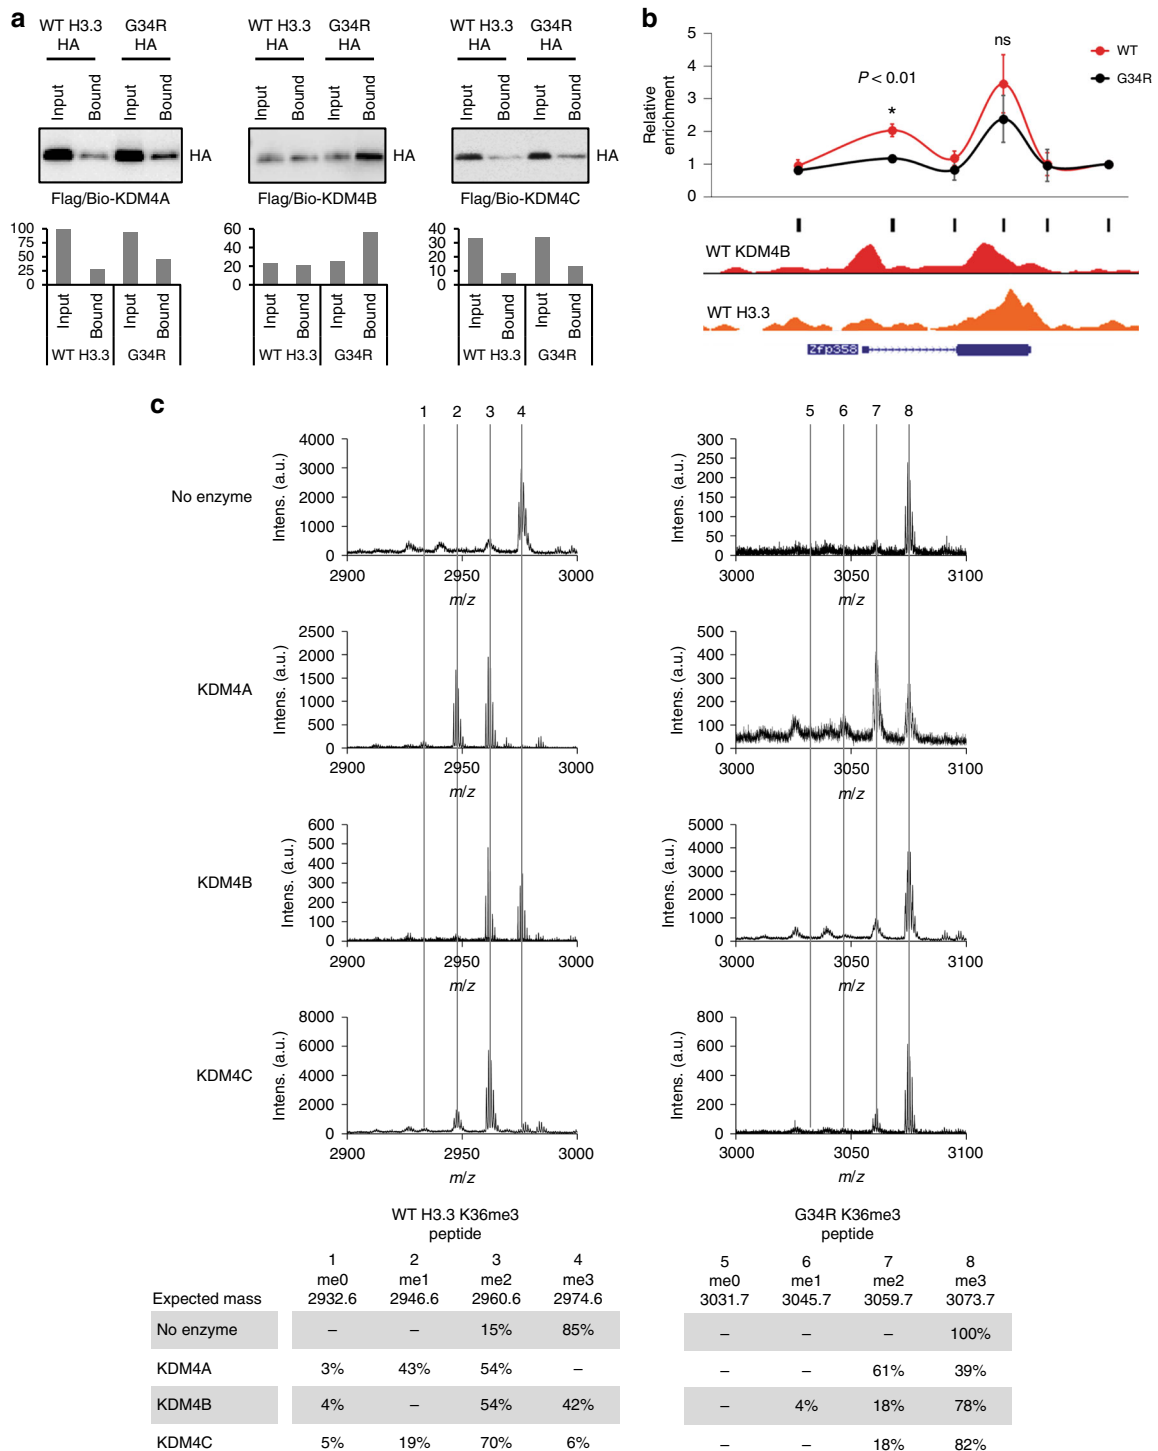 a
WT H3.3 HA
G34R HA
Input Bound Input Bound
HA
Flag/Bio-KDM4A
100
75
50
25
0
Input Bound Input Bound
WT H3.3 G34R
WT H3.3 HA
G34R HA
Input Bound Input Bound
HA
Flag/Bio-KDM4B
60
40
20
0
Input Bound Input Bound
WT H3.3 G34R
WT H3.3 HA
G34R HA
Input Bound Input Bound
HA
Flag/Bio-KDM4C
40
30
20
10
0
Input Bound Input Bound
WT H3.3 G34R
b
Relative enrichment
5
4
3
2
1
0
P < 0.01
*
ns
WT
G34R
WT KDM4B
WT H3.3
Zfp358
c
1 2 3 4
5 6 7 8
No enzyme
Intens. (a.u.)
4000
3000
2000
1000
0
2900 2950 3000
m/z
Intens. (a.u.)
300
250
200
150
100
50
0
3000 3050 3100
m/z
KDM4A
Intens. (a.u.)
2500
2000
1500
1000
500
0
2900 2950 3000
m/z
Intens. (a.u.)
500
400
300
200
100
0
3000 3050 3100
m/z
KDM4B
Intens. (a.u.)
600
500
400
300
200
100
0
2900 2950 3000
m/z
Intens. (a.u.)
5000
4000
3000
2000
1000
0
3000 3050 3100
m/z
KDM4C
Intens. (a.u.)
8000
6000
4000
2000
0
2900 2950 3000
m/z
Intens. (a.u.)
800
600
400
200
0
3000 3050 3100
m/z
WT H3.3 K36me3
peptide
G34R K36me3
peptide
1 2 3 4 5 6 7 8
me0 me1 me2 me3 me0 me1 me2 me3
Expected mass 2932.6 2946.6 2960.6 2974.6 3031.7 3045.7 3059.7 3073.7
No enzyme – – 15% 85% – – – 100%
KDM4A 3% 43% 54% – – – 61% 39%
KDM4B 4% – 54% 42% – 4% 18% 78%
KDM4C 5% 19% 70% 6% – – 18% 82%